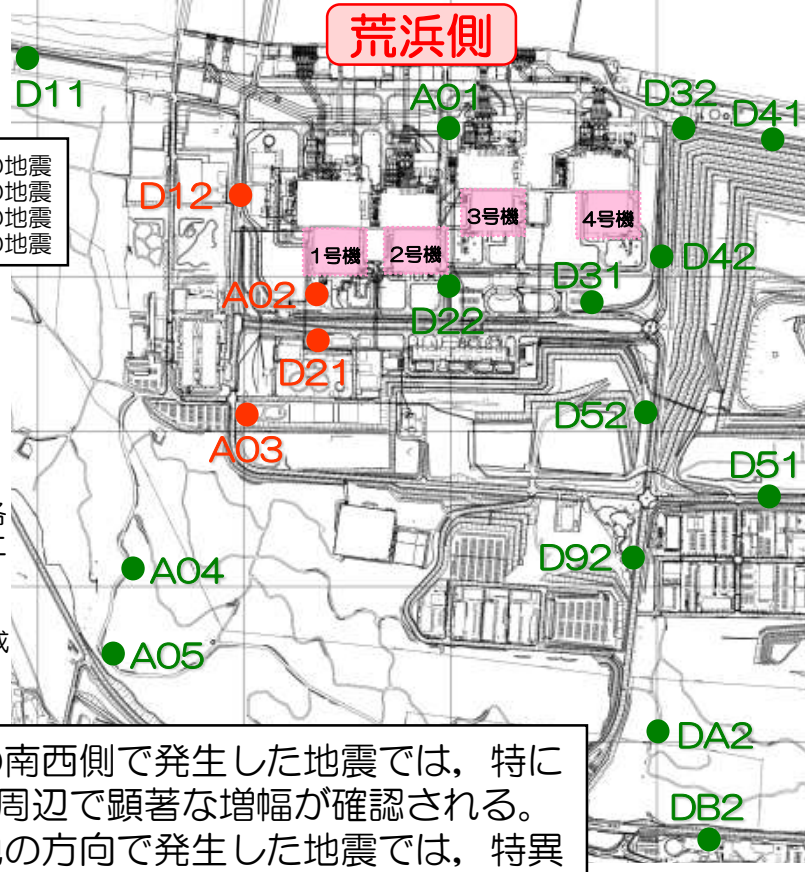 荒浜側
D11
A01
D32
D41
の地震
の地震
の地震
の地震
D12
3号機
4号機
1号機
2号機
D42
A02
D22
D31
D21
A03
D52
D51
A04
D92
A05
DA2
DB2
の南西側で発生した地震では，特に
周辺で顕著な増幅が確認される。
の方向で発生した地震では，特異